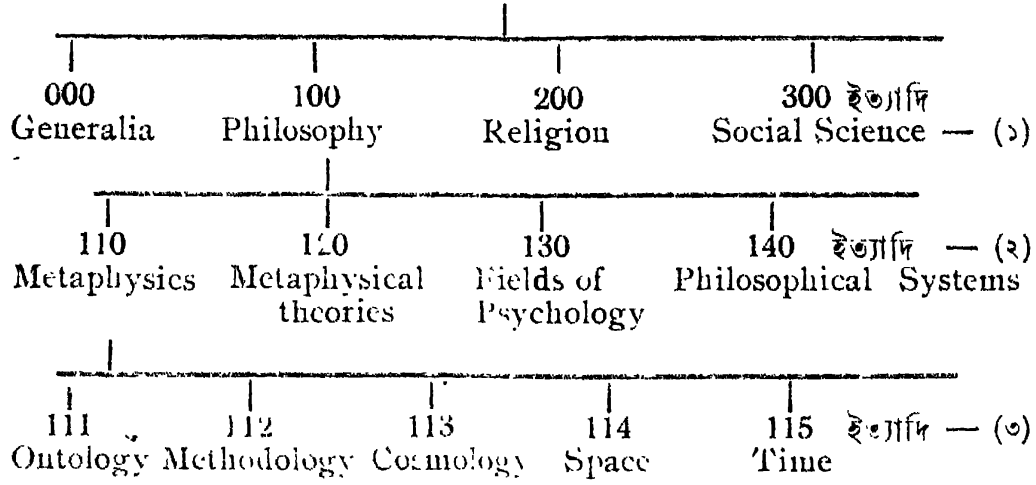 000 100 200 300 ইত্যাদি
Generalia Philosophy Religion Social Science — (১)
110 120 130 140 ইত্যাদি — (২)
Metaphysics Metaphysical Fields of Philosophical Systems
theories Psychology
111 112 113 114 115 ইত্যাদি — (৩)
Ontology Methodology Cosmology Space Time